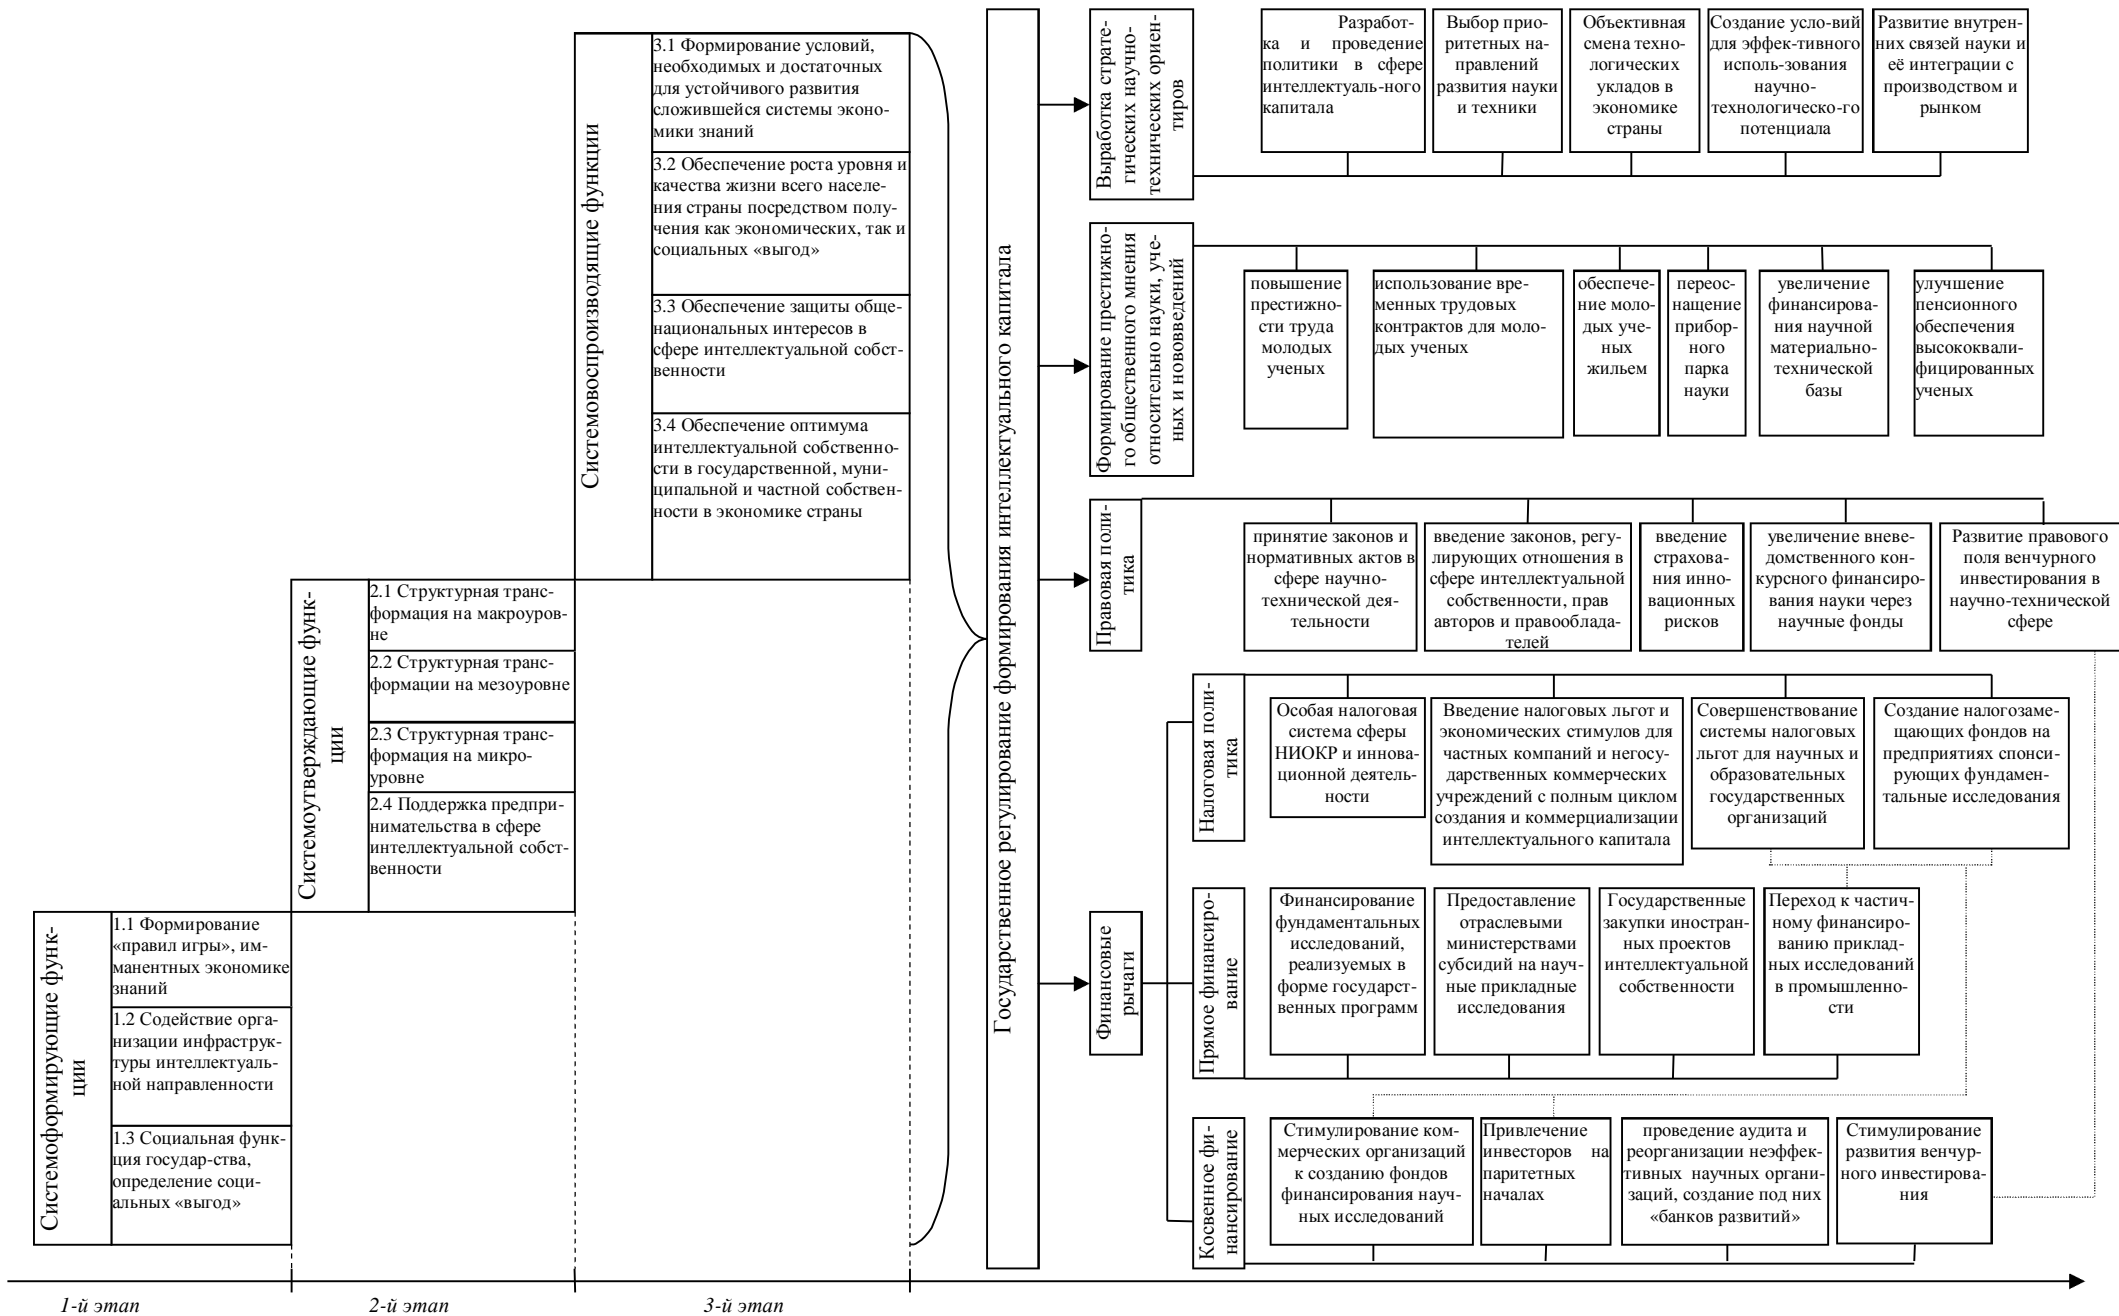 Системоформирующие функ-
ции
1.1 Формирование
«правил игры», им-
манентных экономике
знаний
1.2 Содействие орга-
низации инфраструк-
туры интеллектуаль-
ной направленности
1.3 Социальная функ-
ция государ-ства,
определение соци-
альных «выгод»
Системоутверждающие функ-
ции
2.1 Структурная транс-
формация на макроуров-
не
2.2 Структурная транс-
формации на мезоуровне
2.3 Структурная транс-
формация на микро-
уровне
2.4 Поддержка предпри-
нимательства в сфере
интеллектуальной собст-
венности
Системовоспроизводящие функции
3.1 Формирование условий,
необходимых и достаточных
для устойчивого развития
сложившейся системы эконо-
мики знаний
3.2 Обеспечение роста уровня и
качества жизни всего населе-
ния страны посредством полу-
чения как экономических, так и
социальных «выгод»
3.3 Обеспечение защиты обще-
национальных интересов в
сфере интеллектуальной собст-
венности
3.4 Обеспечение оптимума
интеллектуальной собственно-
сти в государственной, муни-
ципальной и частной собствен-
ности в экономике страны
Государственное регулирование формирования интеллектуального капитала
Выработка страте-
гических научно-
технических ориен-
тиров
Разработ-
ка и проведение
политики в сфере
интеллектуаль-ного
капитала
Выбор прио-
ритетных на-
правлений
развития науки
и техники
Объективная
смена техно-
логических
укладов в
экономике
страны
Создание усло-вий
для эффек-тивного
исполь-зования
научно-
технологическо-го
потенциала
Развитие внутрен-
них связей науки и
её интеграции с
производством и
рынком
Формирование престижно-
го общественного мнения
относительно науки, уче-
ных и нововведений
повышение
престижно-
сти труда
молодых
ученых
использование вре-
менных трудовых
контрактов для моло-
дых ученых
обеспече-
ние моло-
дых уче-
ных
жильем
переос-
нащение
прибор-
ного
парка
науки
увеличение
финансирова-
ния научной
материально-
технической
базы
улучшение
пенсионного
обеспечения
высококвали-
фицированных
ученых
Правовая поли-
тика
принятие законов и
нормативных актов в
сфере научно-
технической дея-
тельности
введение законов, регу-
лирующих отношения в
сфере интеллектуальной
собственности, прав
авторов и правооблада-
телей
введение
страхова-
ния инно-
вационных
рисков
увеличение вневе-
домственного кон-
курсного финансиро-
вания науки через
научные фонды
Развитие правового
поля венчурного
инвестирования в
научно-технической
сфере
Финансовые
рычаги
Налоговая поли-
тика
Особая налоговая
система сферы
НИОКР и иннова-
ционной деятель-
ности
Введение налоговых льгот и
экономических стимулов для
частных компаний и негосу-
дарственных коммерческих
учреждений с полным циклом
создания и коммерциализации
интеллектуального капитала
Совершенствование
системы налоговых
льгот для научных и
образовательных
государственных
организаций
Создание налогозаме-
щающих фондов на
предприятиях спонси-
рующих фундамен-
тальные исследования
Прямое финансиро-
вание
Финансирование
фундаментальных
исследований,
реализуемых в
форме государст-
венных программ
Предоставление
отраслевыми
министерствами
субсидий на науч-
ные прикладные
исследования
Государственные
закупки иностран-
ных проектов
интеллектуальной
собственности
Переход к частич-
ному финансиро-
ванию приклад-
ных исследований
в промышленно-
сти
Косвенное фи-
нансирование
Стимулирование ком-
мерческих организаций
к созданию фондов
финансирования науч-
ных исследований
Привлечение
инвесторов на
паритетных
началах
проведение аудита и
реорганизации неэффек-
тивных научных органи-
заций, создание под них
«банков развитий»
Стимулирование
развития венчур-
ного инвестирова-
ния
1-й этап
2-й этап
3-й этап